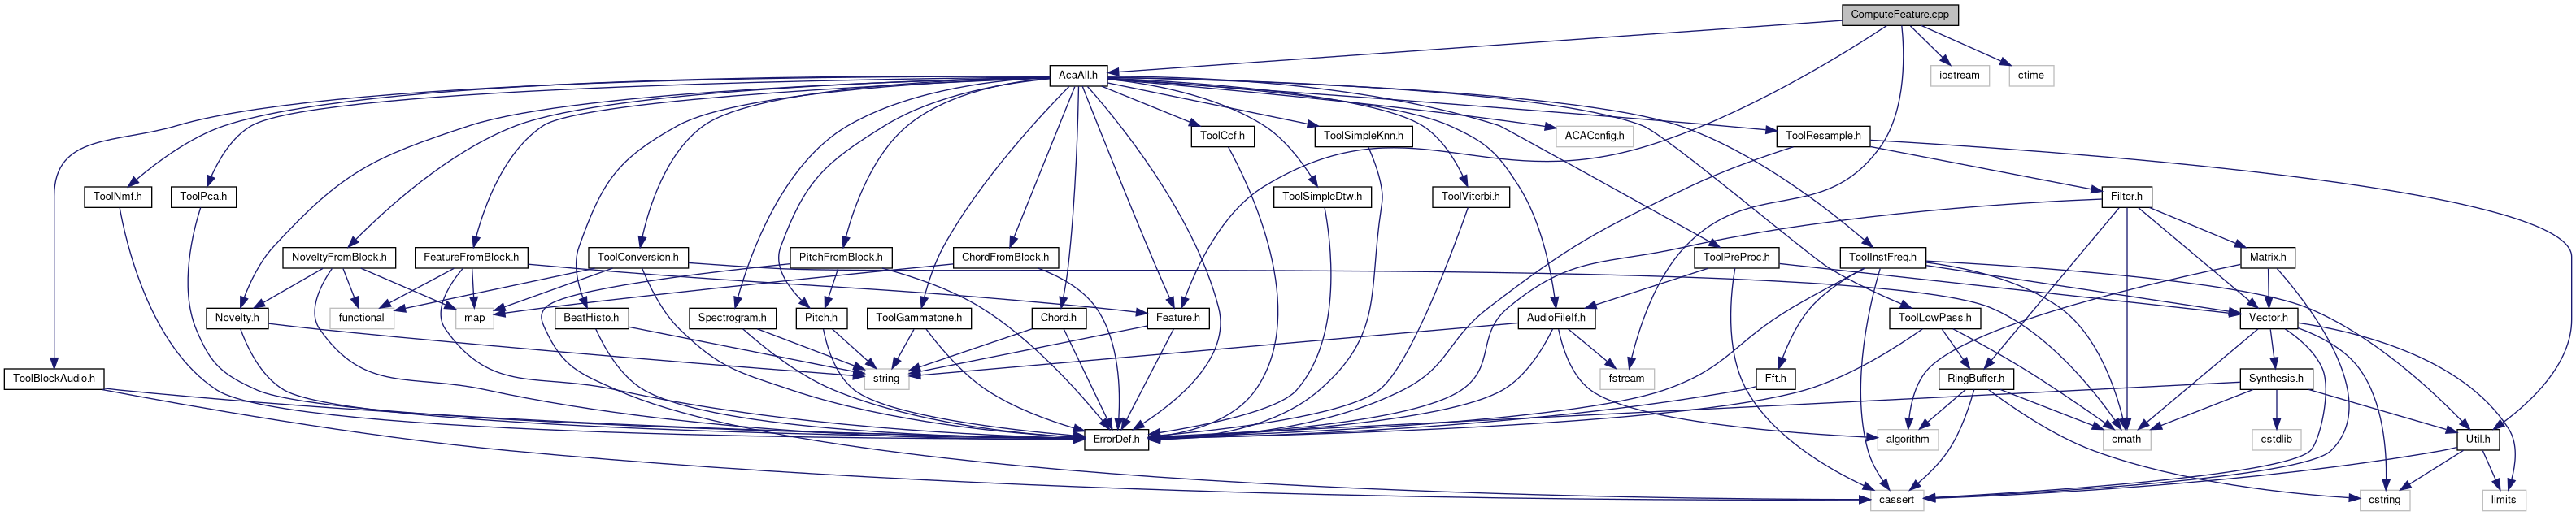 ComputeFeature.cpp
AcaAll.h
iostream
ctime
ToolCcf.h
ToolSimpleKnn.h
ACAConfig.h
ToolResample.h
ToolNmf.h
ToolPca.h
ToolSimpleDtw.h
ToolViterbi.h
Filter.h
NoveltyFromBlock.h
FeatureFromBlock.h
ToolConversion.h
PitchFromBlock.h
ChordFromBlock.h
ToolPreProc.h
ToolInstFreq.h
Matrix.h
Novelty.h
functional
map
BeatHisto.h
Spectrogram.h
Pitch.h
ToolGammatone.h
Chord.h
Feature.h
AudioFileIf.h
ToolLowPass.h
Vector.h
ToolBlockAudio.h
string
fstream
Fft.h
RingBuffer.h
Synthesis.h
ErrorDef.h
algorithm
cmath
cstdlib
Util.h
cassert
cstring
limits